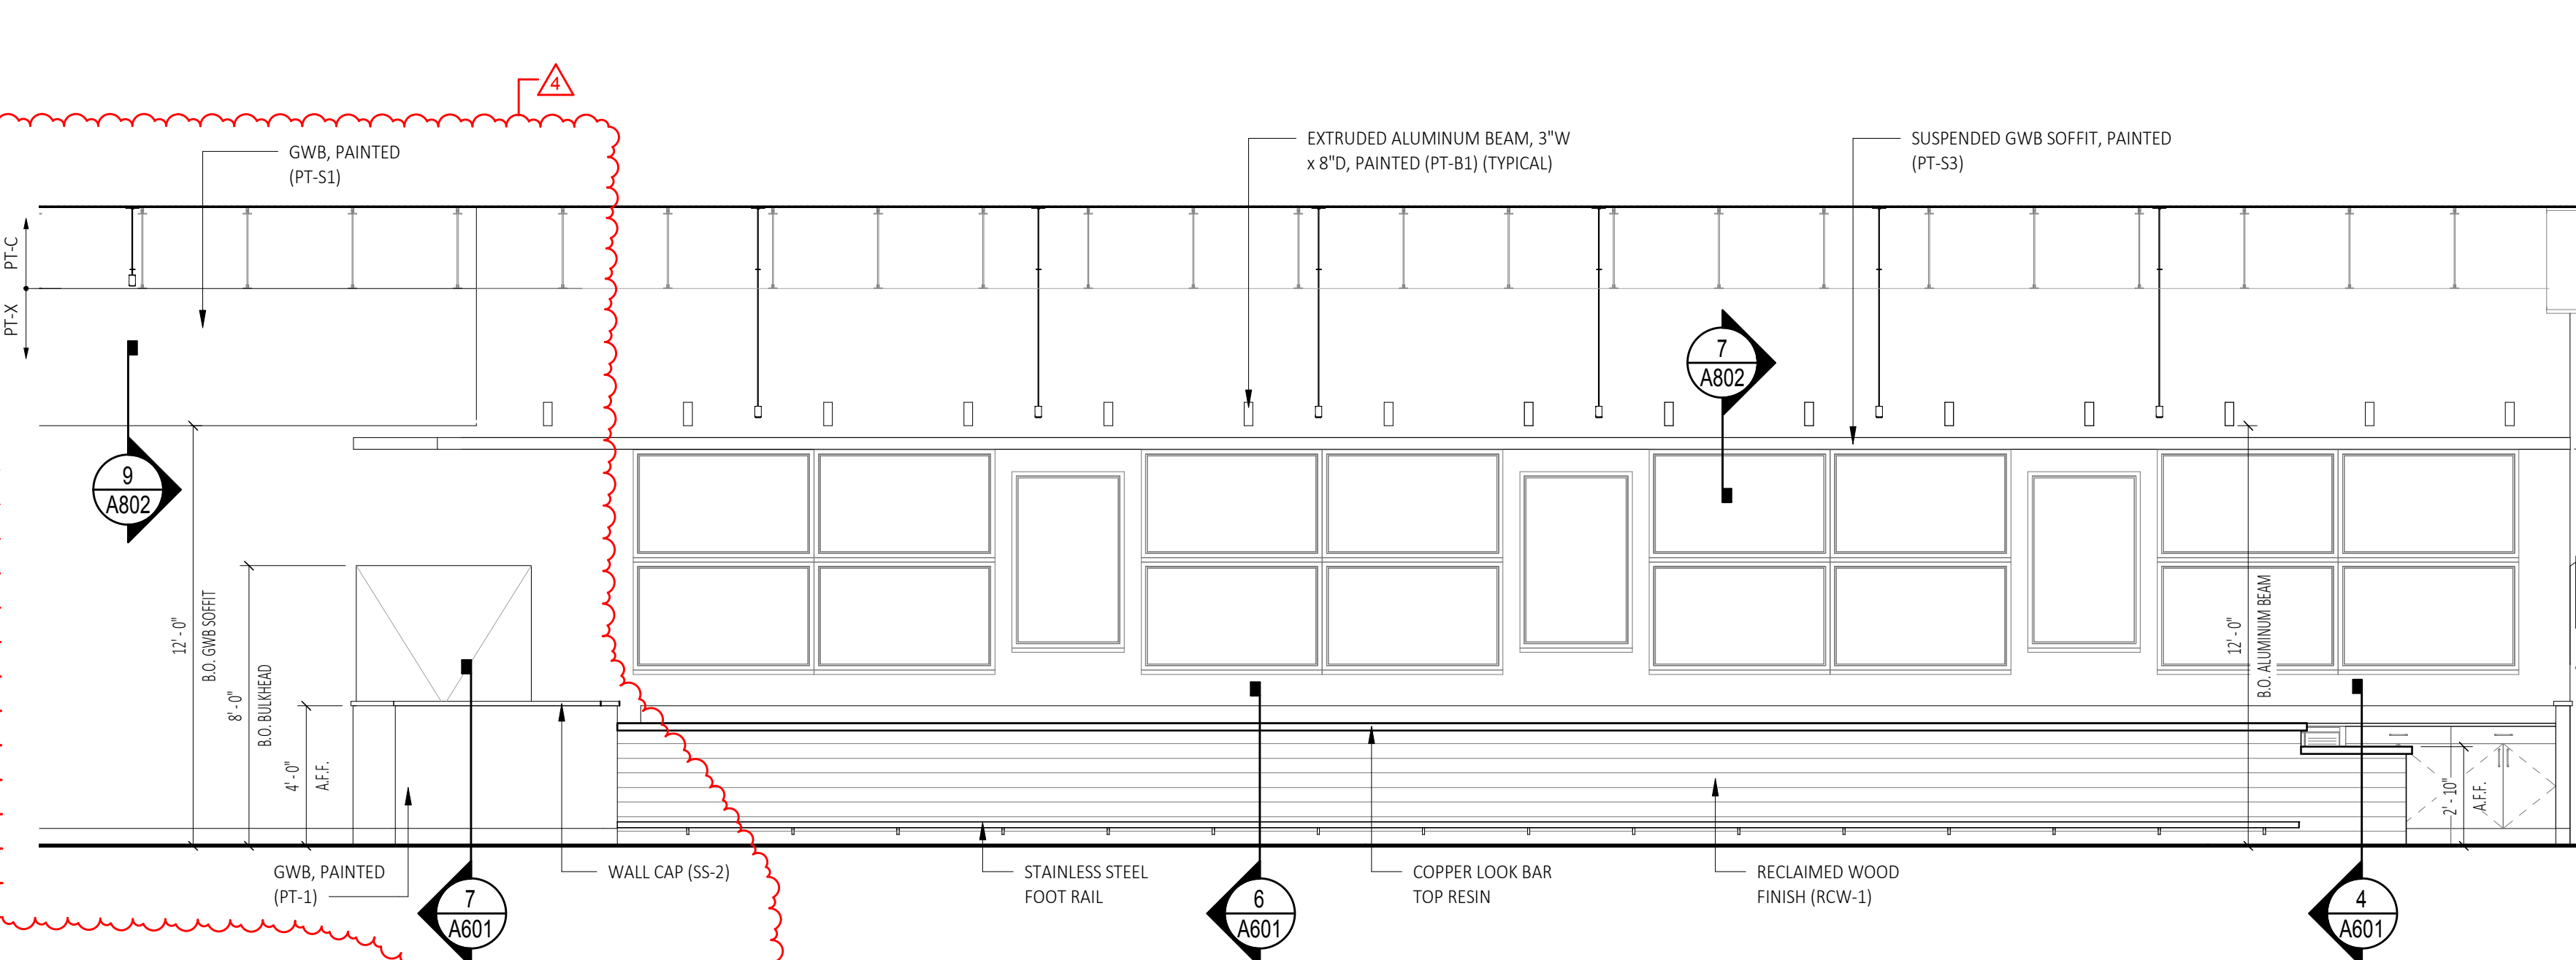 4
GWB, PAINTED
(PT-S1)
EXTRUDED ALUMINUM BEAM, 3"W
x 8"D, PAINTED (PT-B1) (TYPICAL)
SUSPENDED GWB SOFFIT, PAINTED
(PT-S3)
PT-C
PT-X
7
A802
9
A802
12' - 0"
B.O. GWB SOFFIT
8' - 0"
B.O. BULKHEAD
4' - 0"
A.F.F.
12' - 0"
B.O. ALUMINUM BEAM
2' - 10"
A.F.F.
GWB, PAINTED
(PT-1)
WALL CAP (SS-2)
STAINLESS STEEL
FOOT RAIL
COPPER LOOK BAR
TOP RESIN
RECLAIMED WOOD
FINISH (RCW-1)
7
A601
6
A601
4
A601